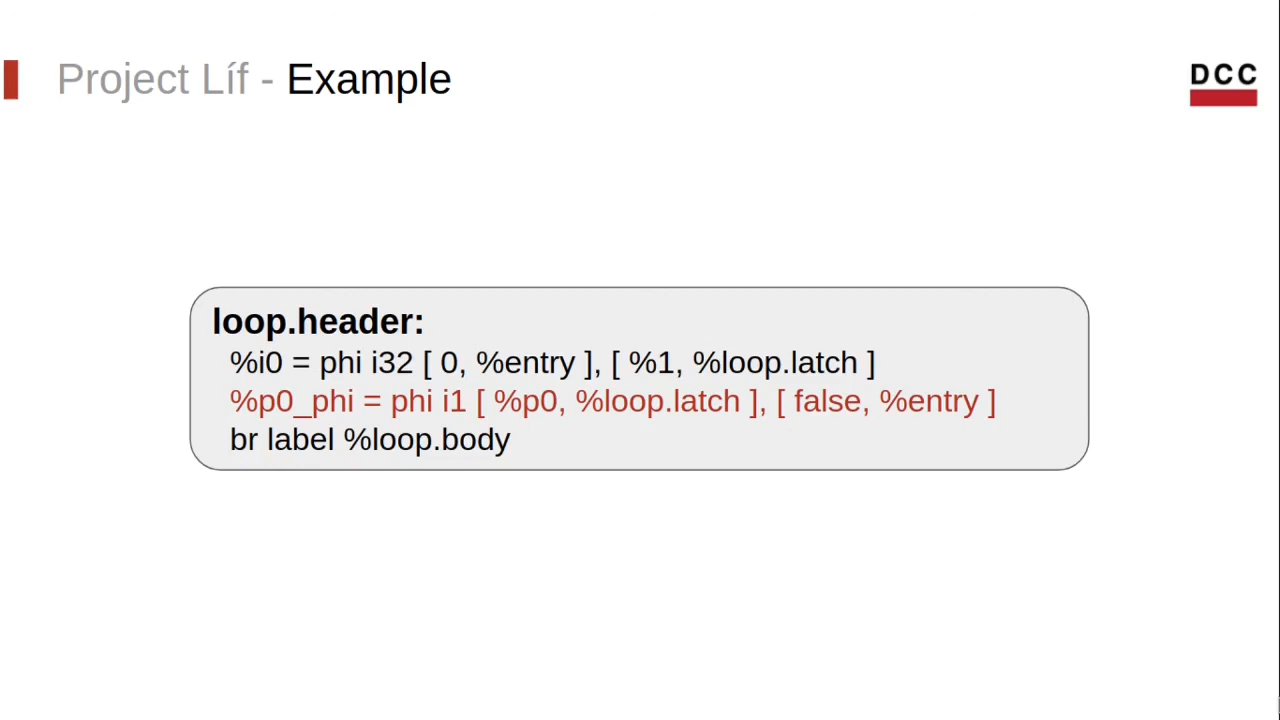 Project Líf - Example
DCC
loop.header:
%i0 = phi i32 [ 0, %entry ], [ %1, %loop.latch ]
%p0_phi = phi i1 [ %p0, %loop.latch ], [ false, %entry ]
br label %loop.body